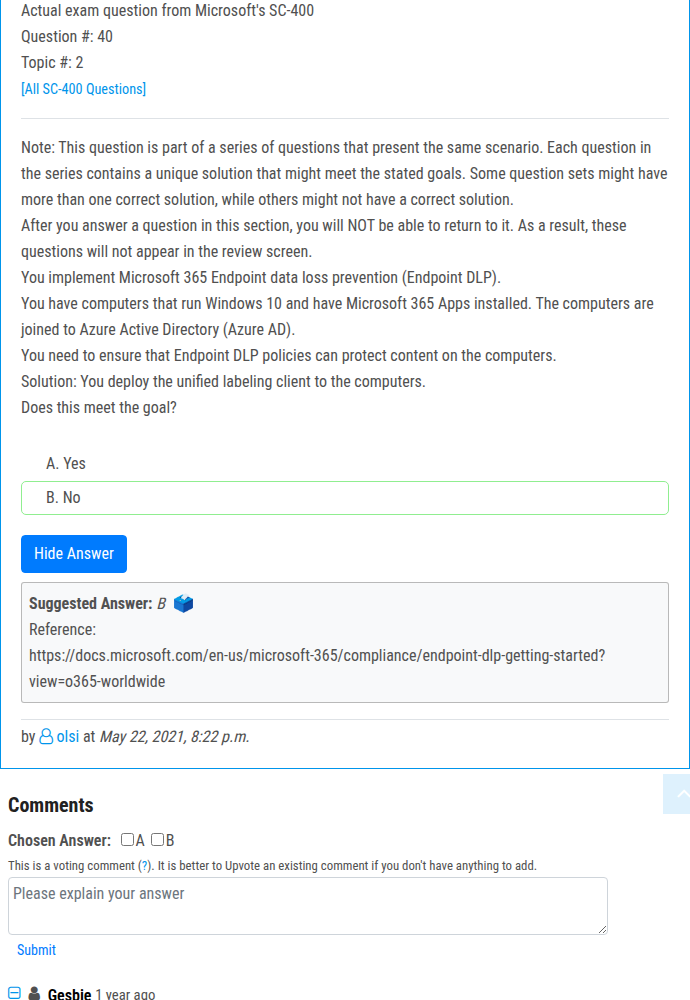 Actual exam question from Microsoft's SC-400
Question #: 40
Topic #: 2
[All SC-400 Questions]
Note: This question is part of a series of questions that present the same scenario. Each question in
the series contains a unique solution that might meet the stated goals. Some question sets might have
more than one correct solution, while others might not have a correct solution.
After you answer a question in this section, you will NOT be able to return to it. As a result, these
questions will not appear in the review screen.
You implement Microsoft 365 Endpoint data loss prevention (Endpoint DLP).
You have computers that run Windows 10 and have Microsoft 365 Apps installed. The computers are
joined to Azure Active Directory (Azure AD).
You need to ensure that Endpoint DLP policies can protect content on the computers.
Solution: You deploy the unified labeling client to the computers.
Does this meet the goal?
A. Yes
B. No
Hide Answer
Suggested Answer: B
Reference:
https://docs.microsoft.com/en-us/microsoft-365/compliance/endpoint-dlp-getting-started?
view=o365-worldwide
by olsi at May 22, 2021, 8:22 p.m.
Comments
Chosen Answer: A B
This is a voting comment (?). It is better to Upvote an existing comment if you don't have anything to add.
Please explain your answer
Submit
Gesbie 1 year ago